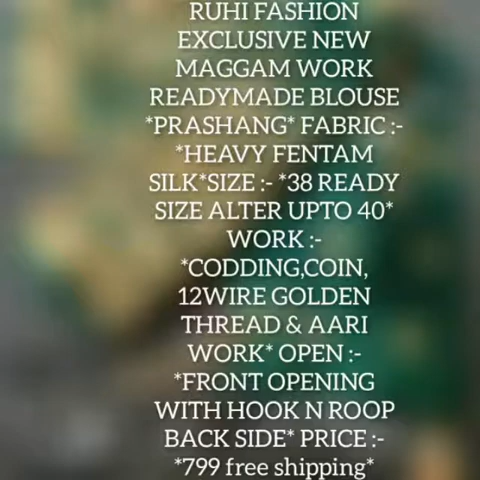 RUHI FASHION
EXCLUSIVE NEW
MAGGAM WORK
READYMADE BLOUSE
*PRASHANG* FABRIC :-
*HEAVY FENTAM
SILK*SIZE :- *38 READY
SIZE ALTER UPTO 40*
WORK :-
*CODDING,COIN,
12WIRE GOLDEN
THREAD & AARI
WORK* OPEN :-
*FRONT OPENING
WITH HOOK N ROOP
BACK SIDE* PRICE :-
*799 free shipping*